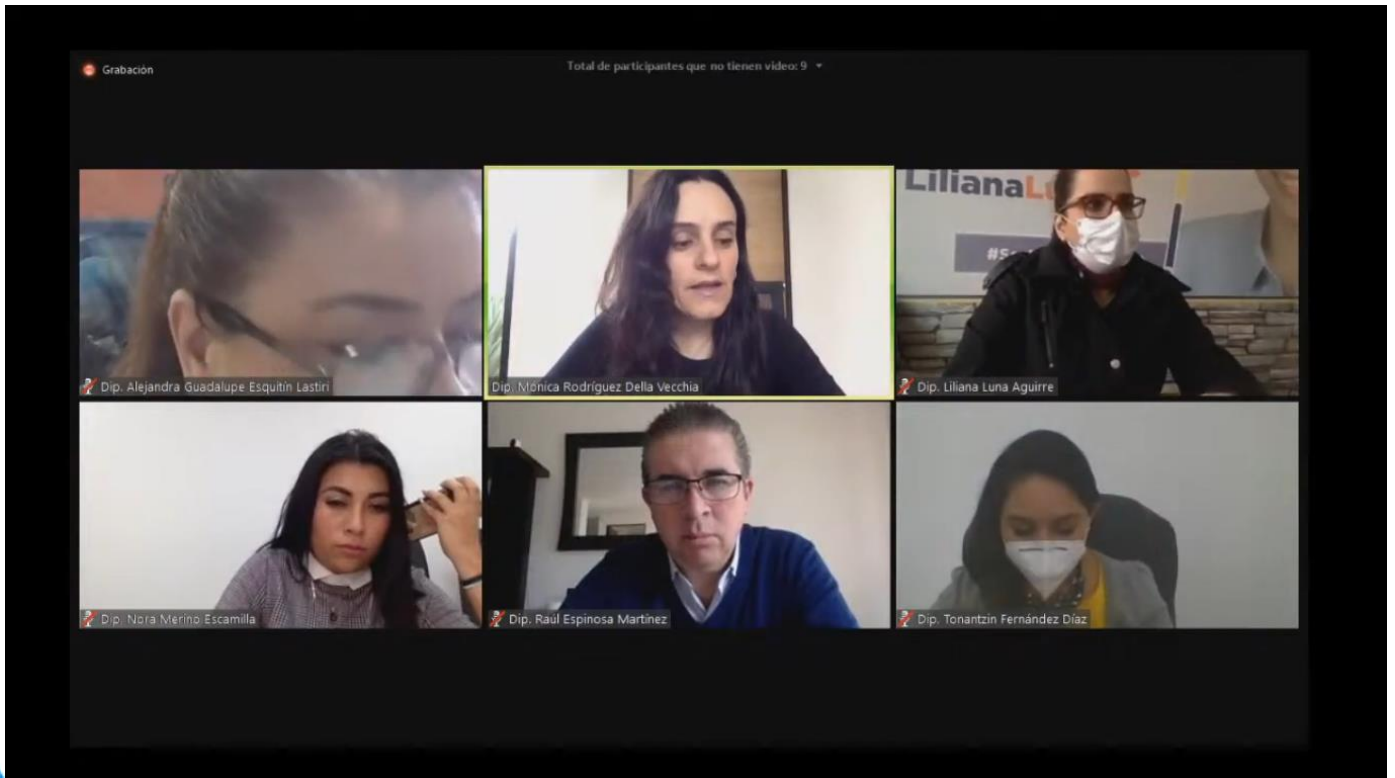 Grabación
Total de participantes que no tienen video: 9
LilianaLu
#S
Dip. Alejandra Guadalupe Esquitín Lastiri
Dip. Mónica Rodríguez Della Vecchia
Dip. Liliana Luna Aguirre
Dip. Nora Merino Escamilla
Dip. Raúl Espinosa Martínez
Dip. Tonantzin Fernández Díaz